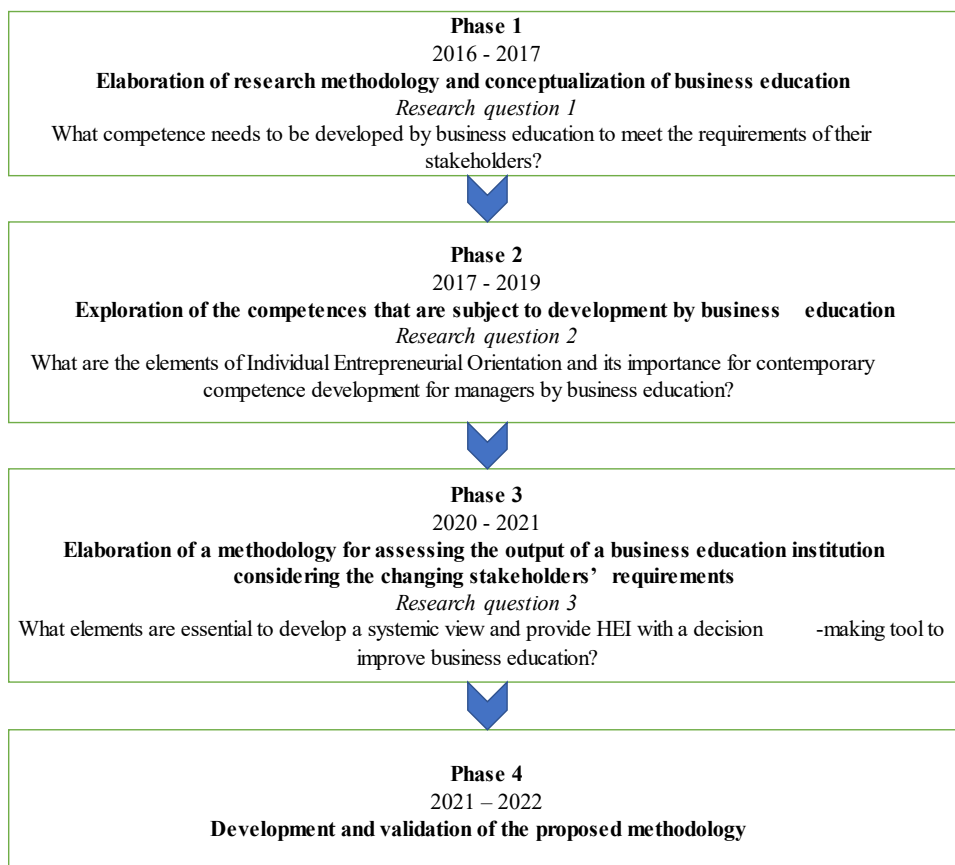 Phase 1
2016 - 2017
Elaboration of research methodology and conceptualization of business education
Research question 1
What competence needs to be developed by business education to meet the requirements of their
stakeholders?
Phase 2
2017 - 2019
Exploration of the competences that are subject to development by business education
Research question 2
What are the elements of Individual Entrepreneurial Orientation and its importance for contemporary
competence development for managers by business education?
Phase 3
2020 - 2021
Elaboration of a methodology for assessing the output of a business education institution
considering the changing stakeholders’ requirements
Research question 3
What elements are essential to develop a systemic view and provide HEI with a decision -making tool to
improve business education?
Phase 4
2021 – 2022
Development and validation of the proposed methodology